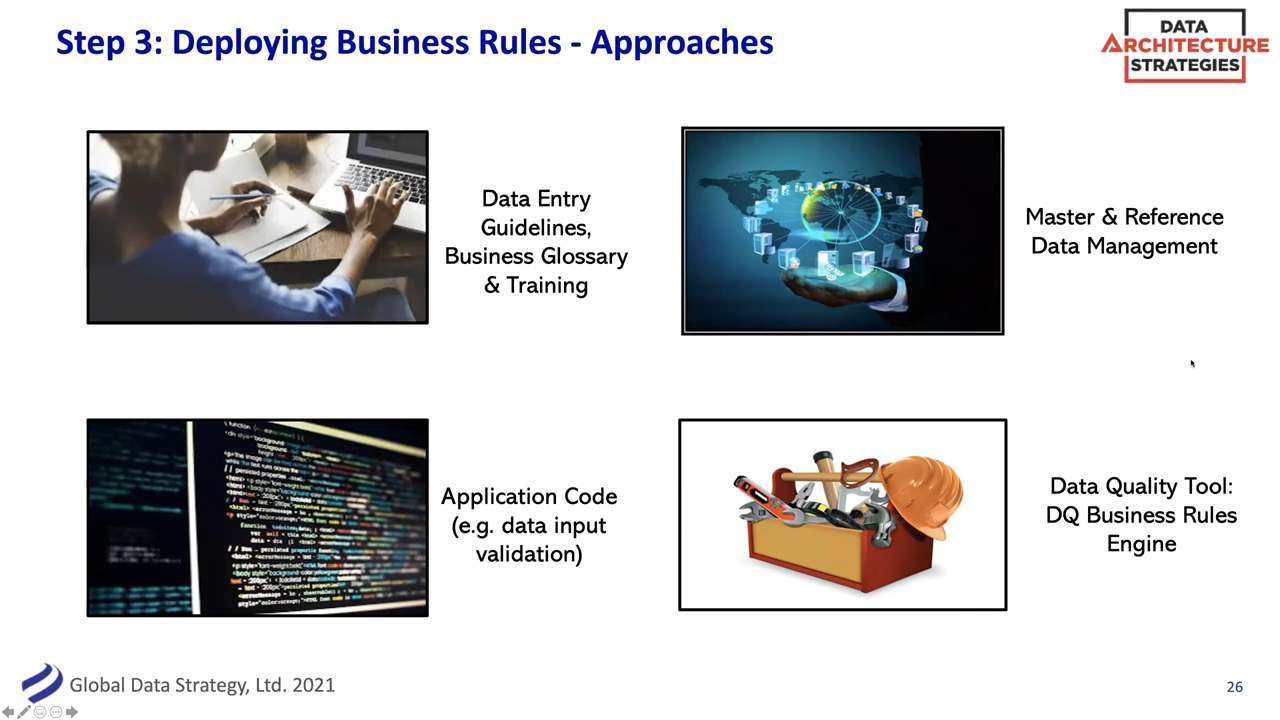 Step 3: Deploying Business Rules - Approaches
DATA
ARCHITECTURE
STRATEGIES
Data Entry
Guidelines,
Business Glossary
& Training
Master & Reference
Data Management
Application Code
(e.g. data input
validation)
Data Quality Tool:
DQ Business Rules
Engine
Global Data Strategy, Ltd. 2021
26